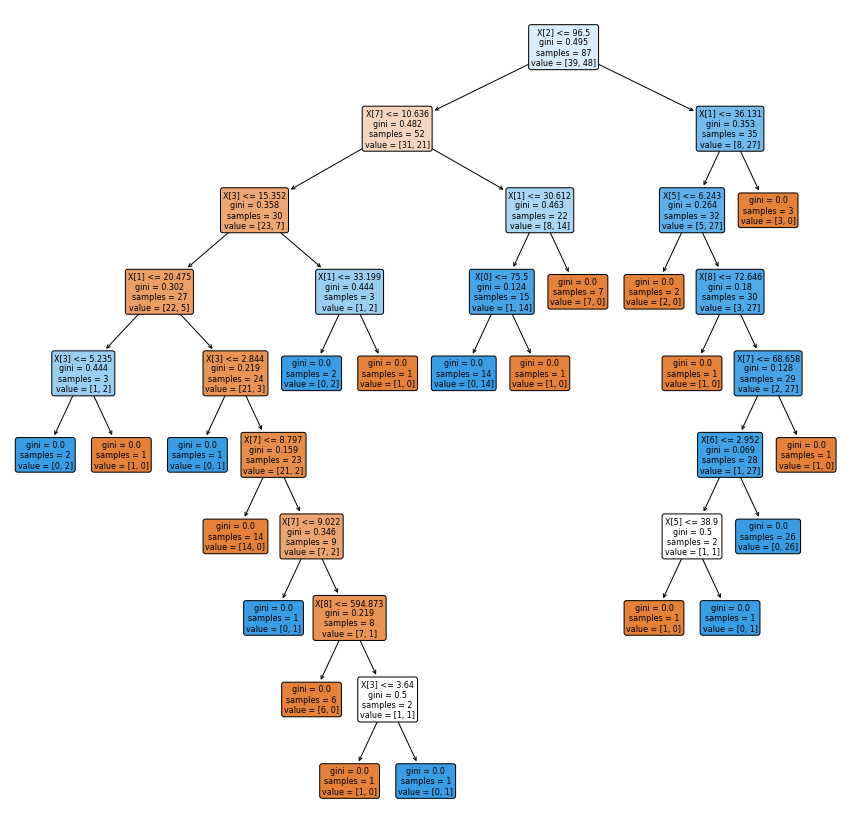 X[2] <= 96.5
gini = 0.495
samples = 87
value = [39, 48]
X[7] <= 10.636
gini = 0.482
samples = 52
value = [31, 21]
X[1] <= 36.131
gini = 0.353
samples = 35
value = [8, 27]
X[3] <= 15.352
gini = 0.358
samples = 30
value = [23, 7]
X[1] <= 30.612
gini = 0.463
samples = 22
value = [8, 14]
X[5] <= 6.243
gini = 0.264
samples = 32
value = [5, 27]
gini = 0.0
samples = 3
value = [3, 0]
X[1] <= 20.475
gini = 0.302
samples = 27
value = [22, 5]
X[1] <= 33.199
gini = 0.444
samples = 3
value = [1, 2]
X[0] <= 75.5
gini = 0.124
samples = 15
value = [1, 14]
gini = 0.0
samples = 7
value = [7, 0]
gini = 0.0
samples = 2
value = [2, 0]
X[8] <= 72.646
gini = 0.18
samples = 30
value = [3, 27]
X[3] <= 5.235
gini = 0.444
samples = 3
value = [1, 2]
X[3] <= 2.844
gini = 0.219
samples = 24
value = [21, 3]
gini = 0.0
samples = 2
value = [0, 2]
gini = 0.0
samples = 1
value = [1, 0]
gini = 0.0
samples = 14
value = [0, 14]
gini = 0.0
samples = 1
value = [1, 0]
gini = 0.0
samples = 1
value = [1, 0]
X[7] <= 68.658
gini = 0.128
samples = 29
value = [2, 27]
gini = 0.0
samples = 2
value = [0, 2]
gini = 0.0
samples = 1
value = [1, 0]
gini = 0.0
samples = 1
value = [0, 1]
X[7] <= 8.797
gini = 0.159
samples = 23
value = [21, 2]
X[6] <= 2.952
gini = 0.069
samples = 28
value = [1, 27]
gini = 0.0
samples = 1
value = [1, 0]
gini = 0.0
samples = 14
value = [14, 0]
X[7] <= 9.022
gini = 0.346
samples = 9
value = [7, 2]
X[5] <= 38.9
gini = 0.5
samples = 2
value = [1, 1]
gini = 0.0
samples = 26
value = [0, 26]
gini = 0.0
samples = 1
value = [0, 1]
X[8] <= 594.873
gini = 0.219
samples = 8
value = [7, 1]
gini = 0.0
samples = 1
value = [1, 0]
gini = 0.0
samples = 1
value = [0, 1]
gini = 0.0
samples = 6
value = [6, 0]
X[3] <= 3.64
gini = 0.5
samples = 2
value = [1, 1]
gini = 0.0
samples = 1
value = [1, 0]
gini = 0.0
samples = 1
value = [0, 1]